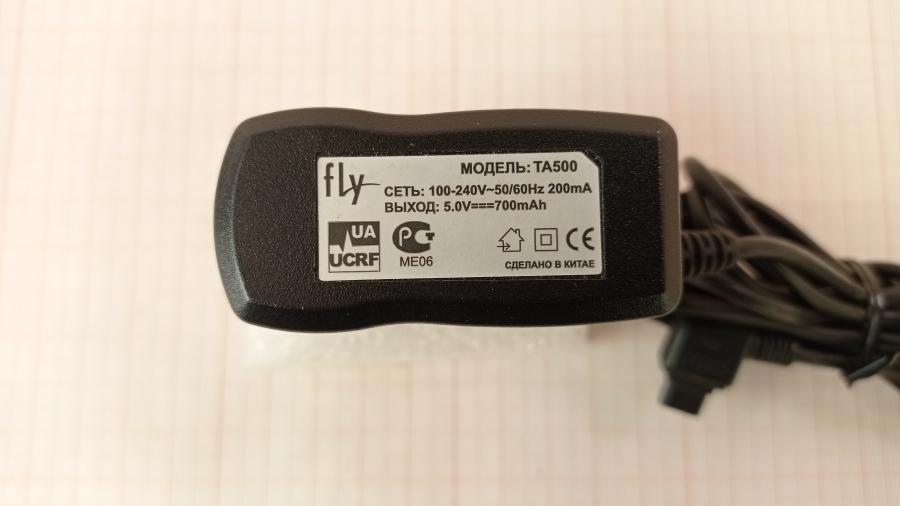 fly
МОДЕЛЬ: TA500
СЕТЬ: 100-240V~50/60Hz 200mA
ВЫХОД: 5.0V===700mAh
UA
UCRF
РСТ
ME06
CE
СДЕЛАНО В КИТАЕ